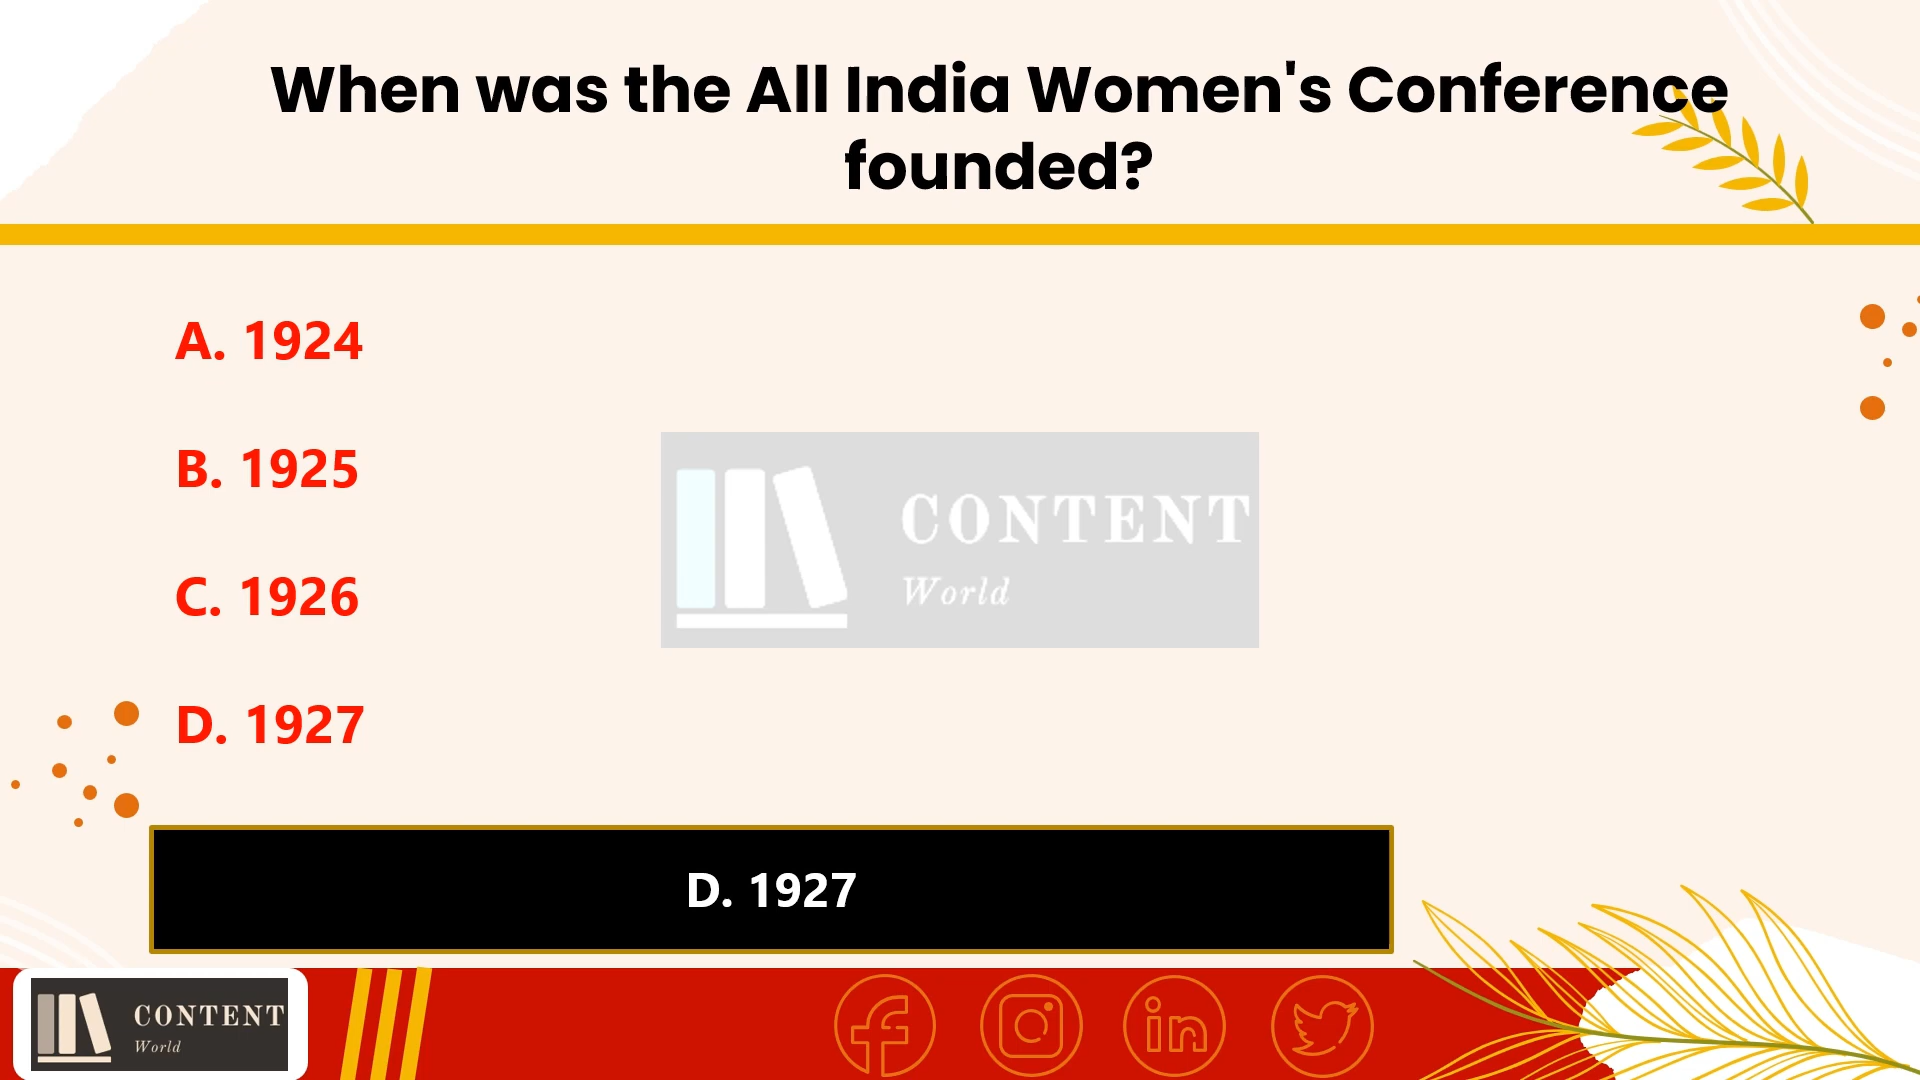 When was the All India Women's Conference
founded?
A. 1924
B. 1925
CONTENT
World
C. 1926
D. 1927
D. 1927
CONTENT
World